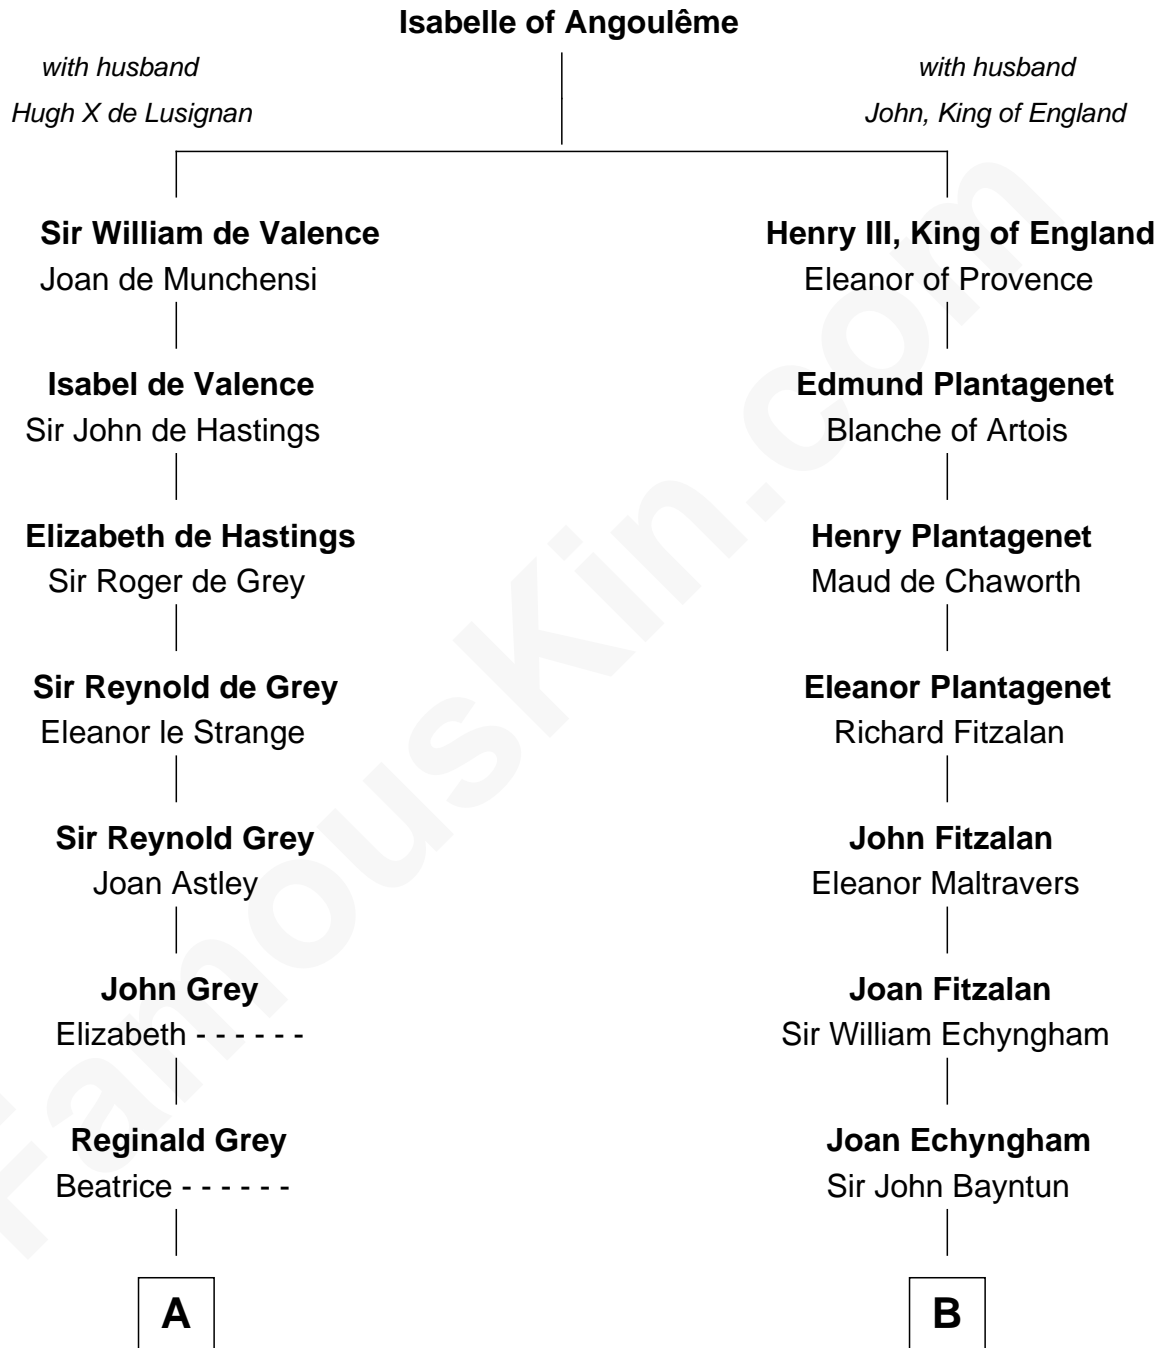 Isabelle of Angoulême
with husband
Hugh X de Lusignan
with husband
John, King of England
Sir William de Valence
Joan de Munchensi
Henry III, King of England
Eleanor of Provence
Isabel de Valence
Sir John de Hastings
Edmund Plantagenet
Blanche of Artois
Elizabeth de Hastings
Sir Roger de Grey
Henry Plantagenet
Maud de Chaworth
Sir Reynold de Grey
Eleanor le Strange
Eleanor Plantagenet
Richard Fitzalan
Sir Reynold Grey
Joan Astley
John Fitzalan
Eleanor Maltravers
John Grey
Elizabeth - - - - - -
Joan Fitzalan
Sir William Echyngham
Reginald Grey
Beatrice - - - - - -
Joan Echyngham
Sir John Bayntun
A
B
FamousKin.com